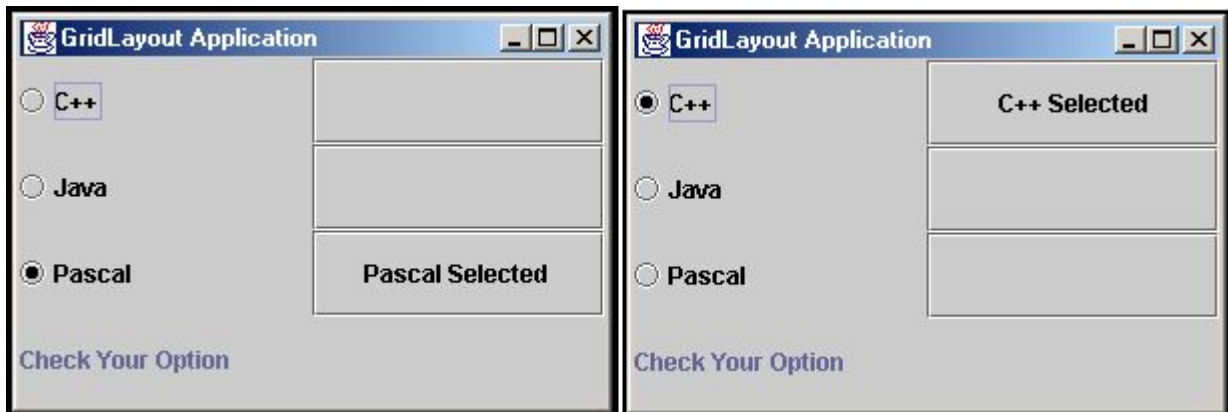 GridLayout Application
C++
Java
Pascal
Pascal Selected
Check Your Option
GridLayout Application
C++
C++ Selected
Java
Pascal
Check Your Option